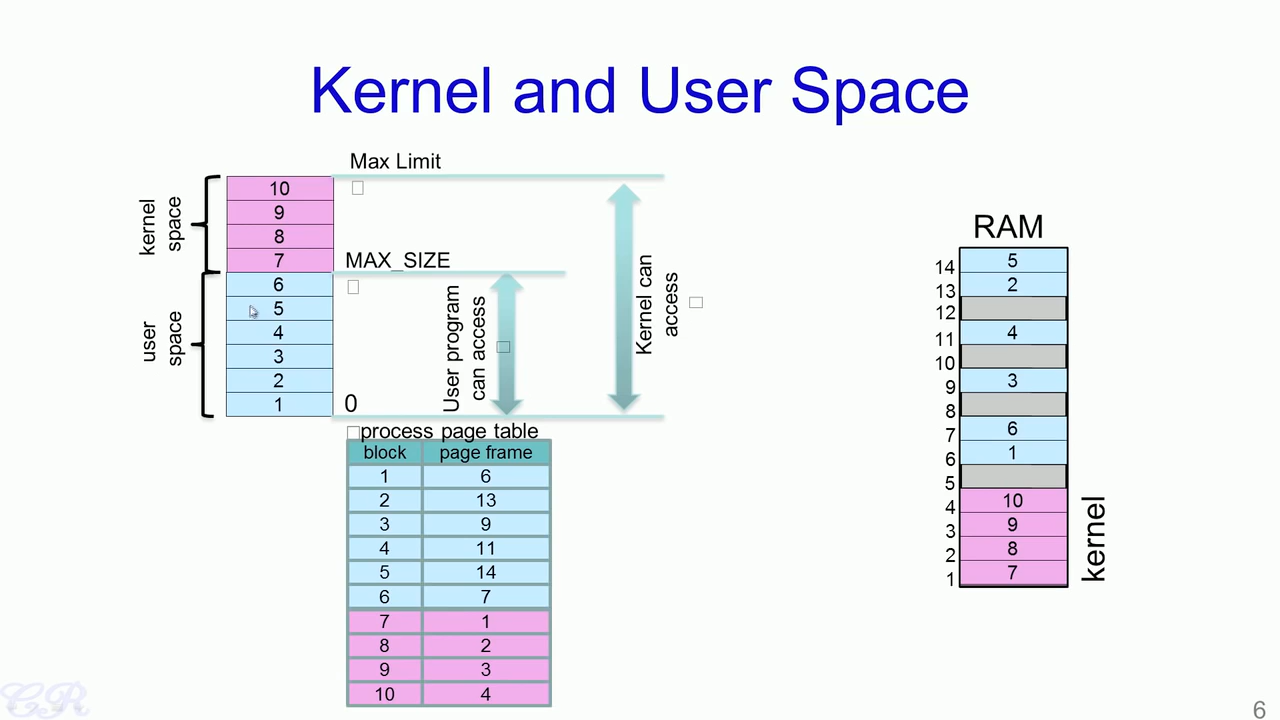 Kernel and User Space
Max Limit
kernel
space
10
9
8
7
MAX_SIZE
user
space
6
5
4
3
2
1
0
User program
can access
Kernel can
access
process page table
block page frame
1 6
2 13
3 9
4 11
5 14
6 7
7 1
8 2
9 3
10 4
RAM
14 5
13 2
12
11 4
10
9 3
8
7 6
6 1
5
4 10
3 9
2 8
1 7
kernel
CR
6